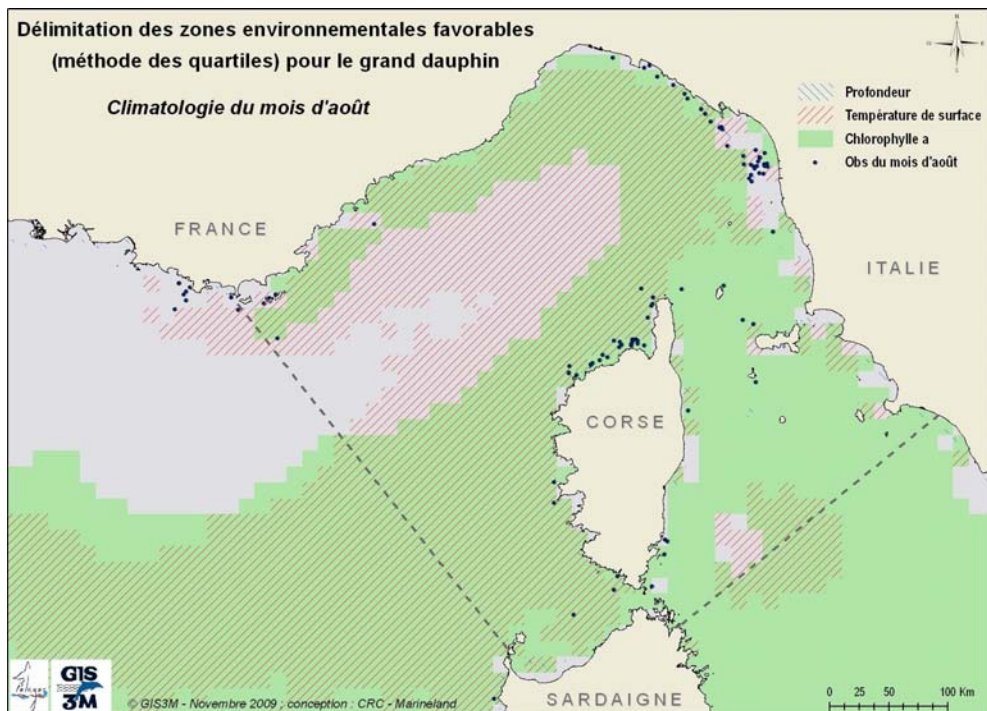 Délimitation des zones environnementales favorables
(méthode des quartiles) pour le grand dauphin
Climatologie du mois d'août
N
Profondeur
Température de surface
Chlorophylle a
Obs du mois d'août
FRANCE
ITALIE
CORSE
SARDAIGNE
GIS
3M
© GIS3M - Novembre 2009 ; conception : CRC - Marineland
0 25 50 100 Km